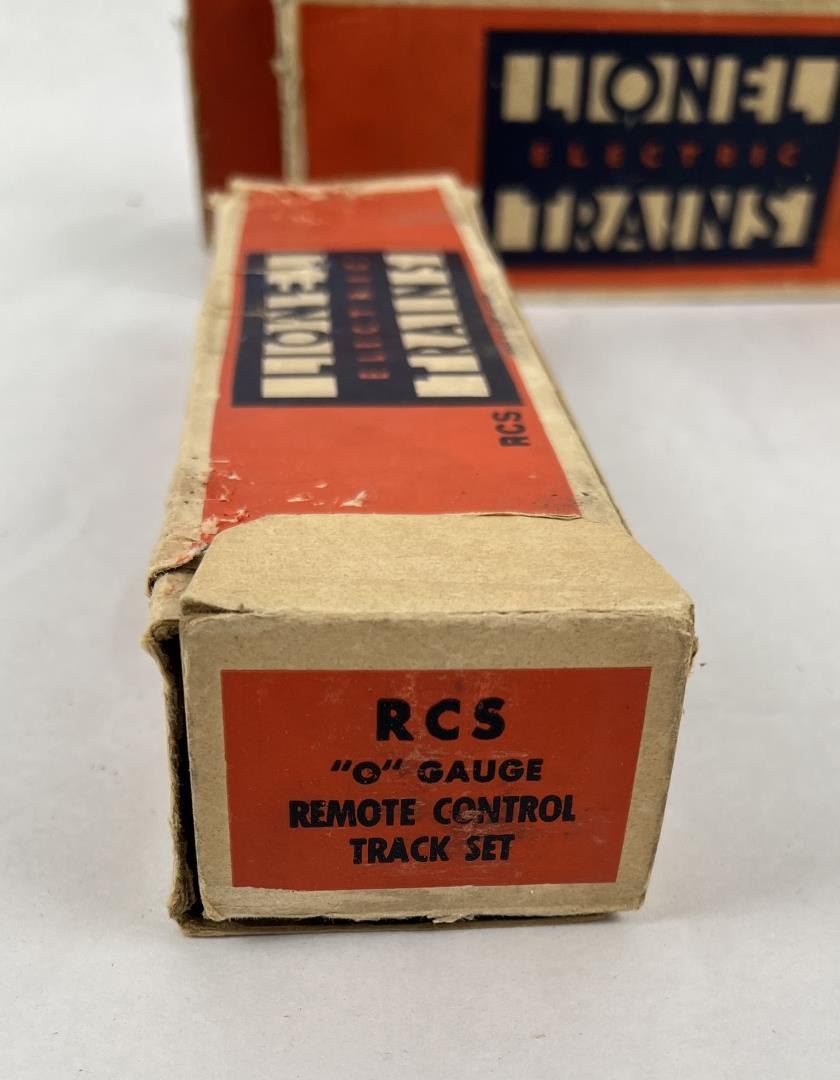 LIONEL
ELECTRIC
TRAINS
LIONEL
ELECTRIC
TRAINS
RCS
RCS
"O" GAUGE
REMOTE CONTROL
TRACK SET